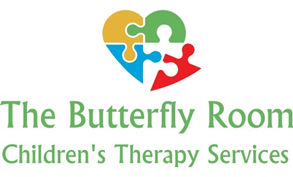 The Butterfly Room
Children's Therapy Services